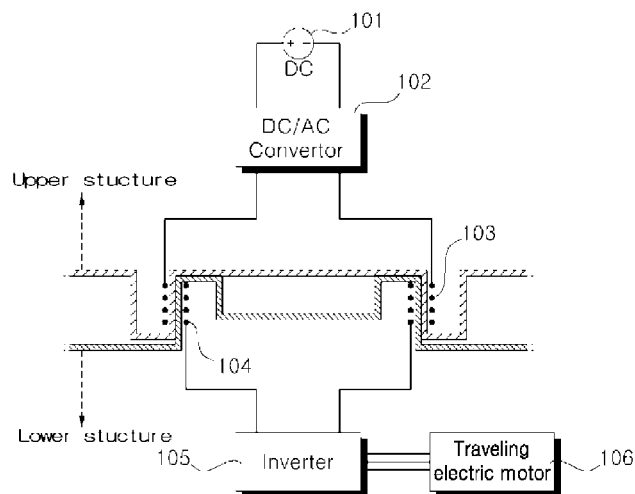 101
+ -
DC
102
DC/AC
Convertor
Upper stucture
103
104
Lower stucture
105
Inverter
Traveling
electric motor
106